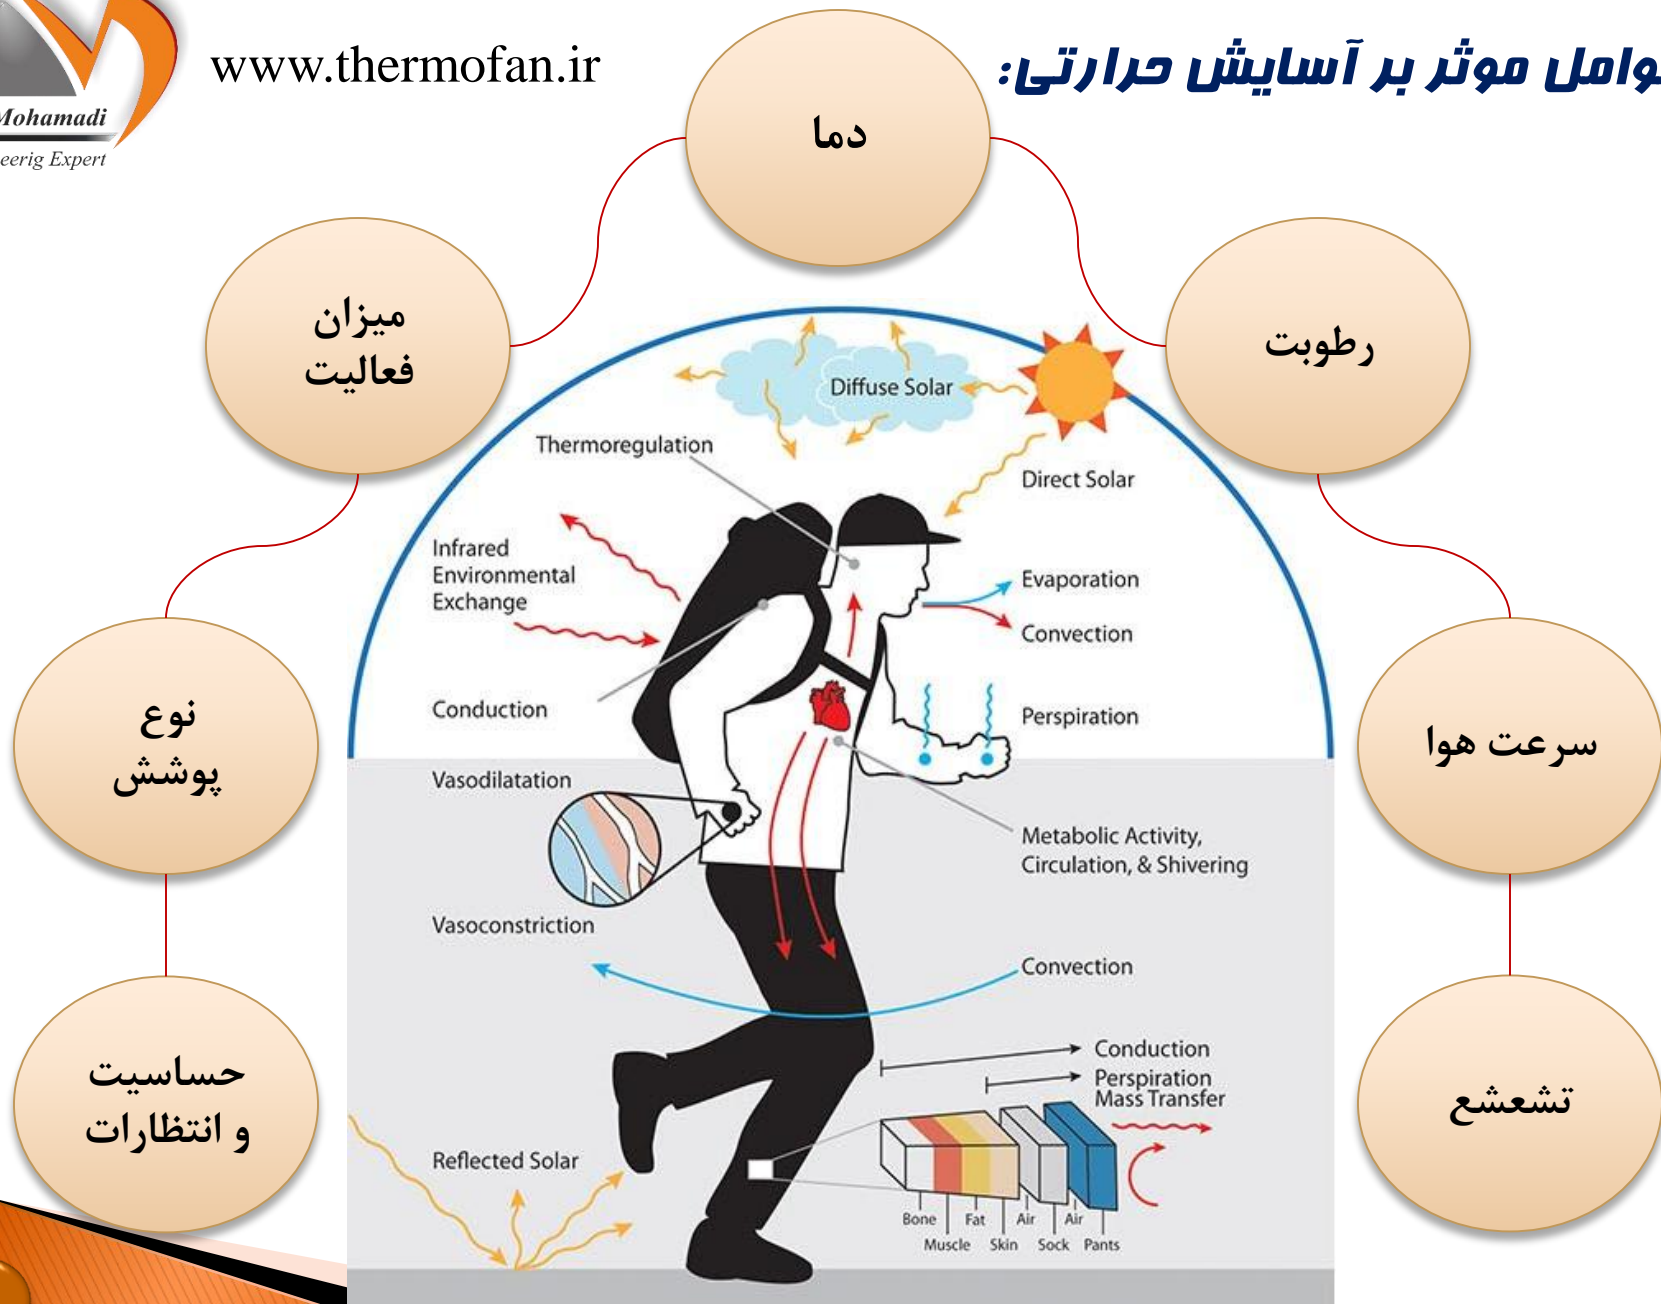 Mohamadi
Expert
www.thermofan.ir
موثر بر آسایش حرارتی:
دما
میزان
فعالیت
رطوبت
نوع
پوشش
سرعت هوا
حساسیت
و انتظارات
تشعشع
Diffuse Solar
Thermoregulation
Direct Solar
Infrared
Environmental
Exchange
Evaporation
Convection
Conduction
Perspiration
Vasodilatation
Metabolic Activity,
Circulation, & Shivering
Vasoconstriction
Convection
Conduction
Perspiration
Mass Transfer
Reflected Solar
Bone
Fat
Air
Air
Muscle
Skin
Sock
Pants